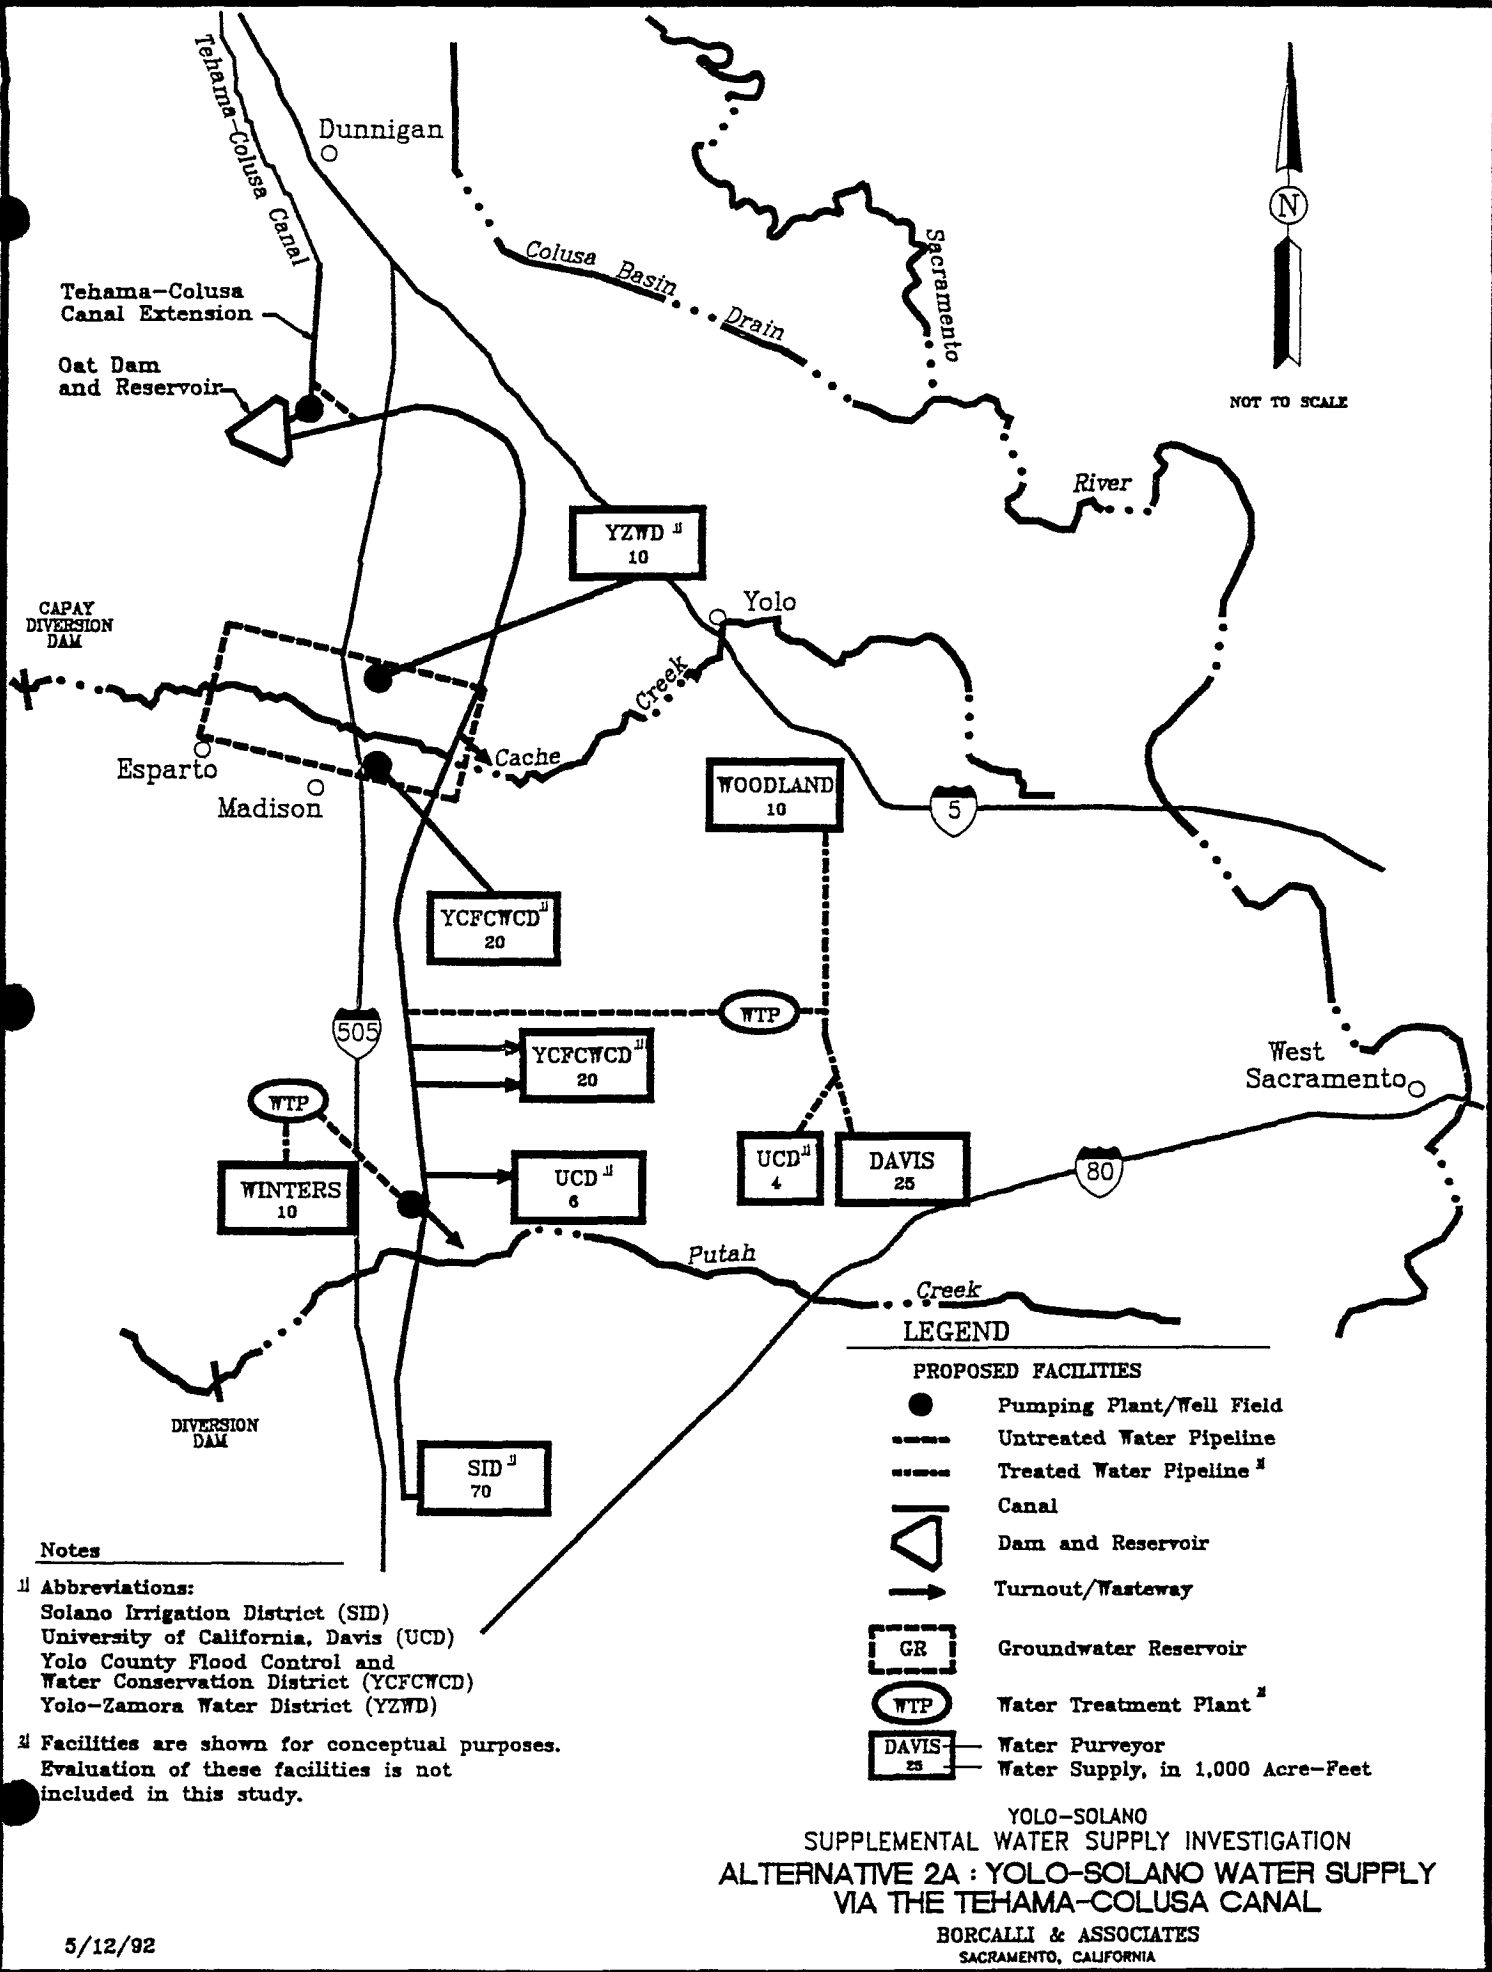 Tehama-Colusa Canal
Dunnigan
Colusa Basin Drain
Sacramento
River
N
NOT TO SCALE
Tehama-Colusa
Canal Extension
Oat Dam
and Reservoir
YZWD 1/
10
CAPAY
DIVERSION
DAM
Yolo
Cache
Creek
Esparto
Madison
WOODLAND
10
5
YCFCWCD 1/
20
505
WTP
YCFCWCD 1/
20
West
Sacramento
WTP
WINTERS
10
UCD 1/
6
UCD 1/
4
DAVIS
25
80
Putah
Creek
DIVERSION
DAM
SID 1/
70
LEGEND
PROPOSED FACILITIES
Pumping Plant/Well Field
Untreated Water Pipeline
Treated Water Pipeline 2/
Canal
Dam and Reservoir
Turnout/Wasteway
GR
Groundwater Reservoir
WTP
Water Treatment Plant 2/
DAVIS
25
Water Purveyor
Water Supply, in 1,000 Acre-Feet
Notes
1/ Abbreviations:
Solano Irrigation District (SID)
University of California, Davis (UCD)
Yolo County Flood Control and
Water Conservation District (YCFCWCD)
Yolo-Zamora Water District (YZWD)
2/ Facilities are shown for conceptual purposes.
Evaluation of these facilities is not
included in this study.
YOLO-SOLANO
SUPPLEMENTAL WATER SUPPLY INVESTIGATION
ALTERNATIVE 2A : YOLO-SOLANO WATER SUPPLY
VIA THE TEHAMA-COLUSA CANAL
BORCALLI & ASSOCIATES
SACRAMENTO, CALIFORNIA
5/12/92